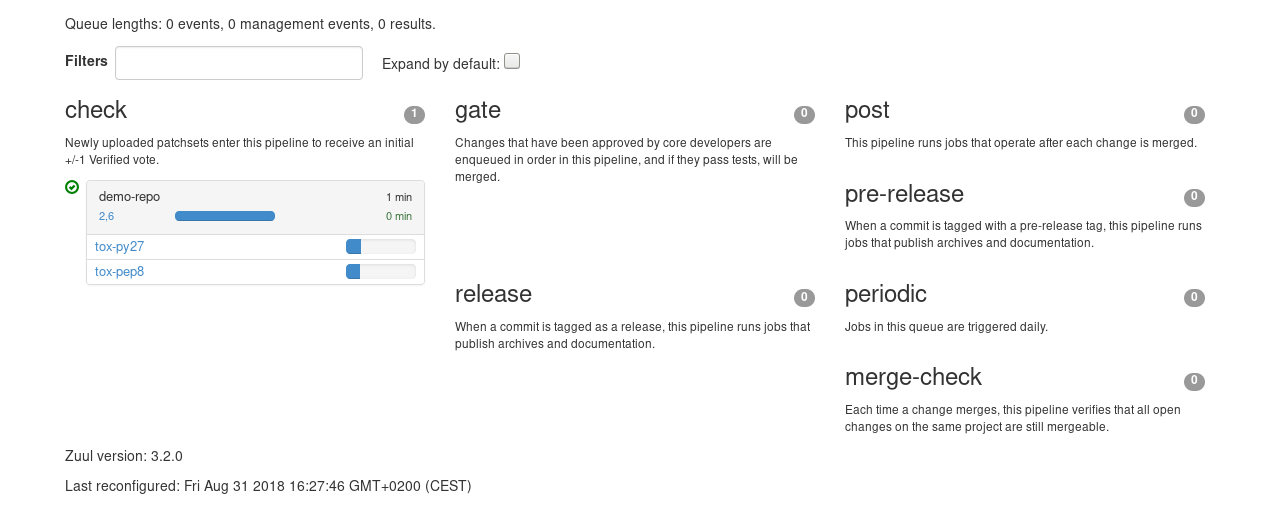 Queue lengths: 0 events, 0 management events, 0 results.
Filters Expand by default:
check 1
Newly uploaded patchsets enter this pipeline to receive an initial
+/-1 Verified vote.
demo-repo 1 min
2,6 0 min
tox-py27
tox-pep8
gate 0
Changes that have been approved by core developers are
enqueued in order in this pipeline, and if they pass tests, will be
merged.
release 0
When a commit is tagged as a release, this pipeline runs jobs that
publish archives and documentation.
post 0
This pipeline runs jobs that operate after each change is merged.
pre-release 0
When a commit is tagged with a pre-release tag, this pipeline runs
jobs that publish archives and documentation.
periodic 0
Jobs in this queue are triggered daily.
merge-check 0
Each time a change merges, this pipeline verifies that all open
changes on the same project are still mergeable.
Zuul version: 3.2.0
Last reconfigured: Fri Aug 31 2018 16:27:46 GMT+0200 (CEST)